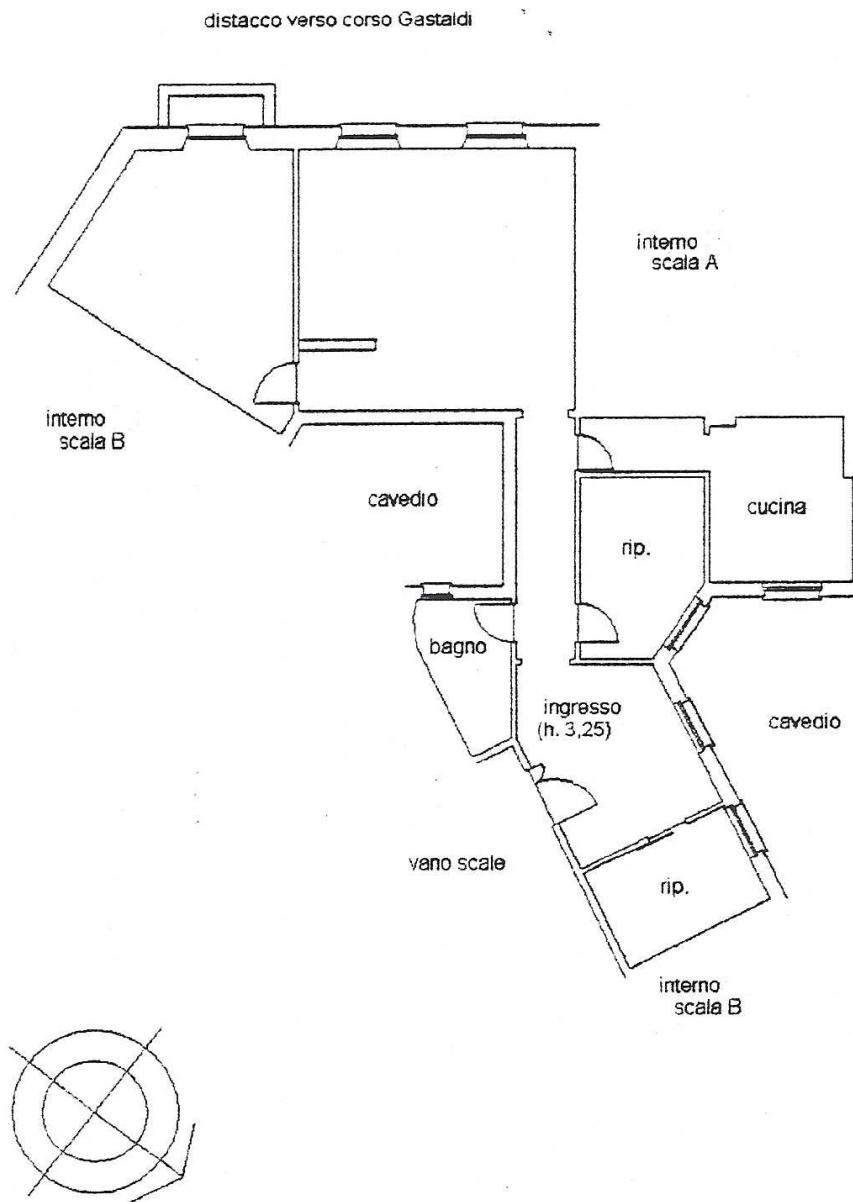 distacco verso corso Gastaldi
interno
scala A
interno
scala B
cavedio
cucina
rip.
bagno
ingresso
(h. 3,25)
cavedio
vano scale
rip.
interno
scala B